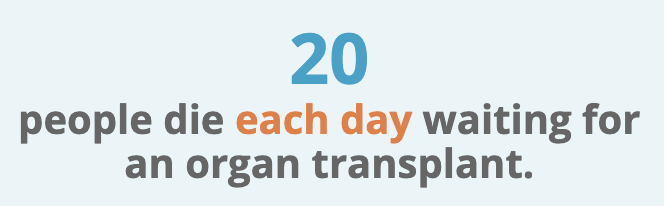 20
people die each day waiting for
an organ transplant.